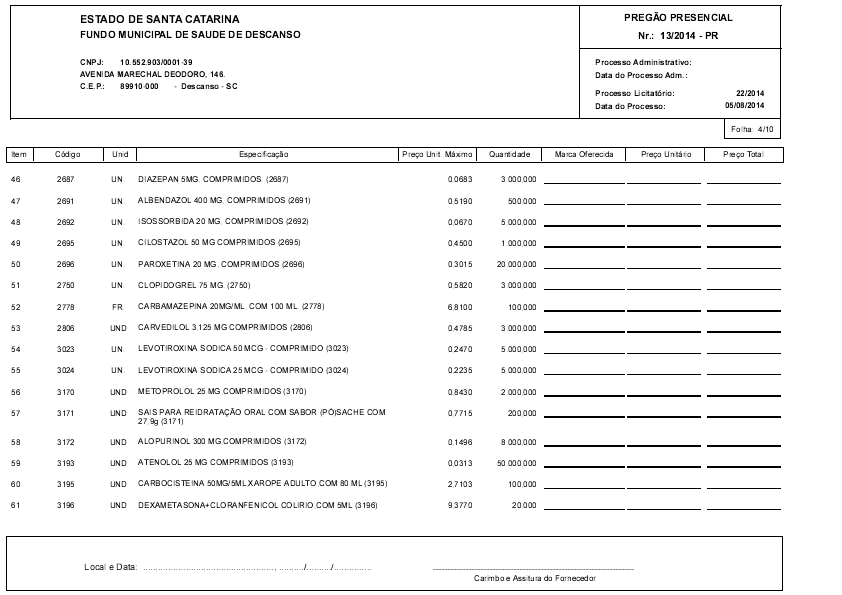 ESTADO DE SANTA CATARINA
FUNDO MUNICIPAL DE SAUDE DE DESCANSO
CNPJ: 10.552.903/0001-39
AVENIDA MARECHAL DEODORO, 146.
C.E.P.: 89910-000 - Descanso - SC
PREGÃO PRESENCIAL
Nr.: 13/2014 - PR
Processo Administrativo:
Data do Processo Adm.:
Processo Licitatório: 22/2014
Data do Processo: 05/08/2014
Folha: 4/10
Item Código Unid Especificação Preço Unit. Máximo Quantidade Marca Oferecida Preço Unitário Preço Total
46 2687 UN. DIAZEPAN 5MG, COMPRIMIDOS. (2687) 0,0683 3.000,000
47 2691 UN. ALBENDAZOL 400 MG, COMPRIMIDOS (2691) 0,5190 500,000
48 2692 UN. ISOSSORBIDA 20 MG, COMPRIMIDOS (2692) 0,0670 5.000,000
49 2695 UN. CILOSTAZOL 50 MG COMPRIMIDOS (2695) 0,4500 1.000,000
50 2696 UN. PAROXETINA 20 MG, COMPRIMIDOS (2696) 0,3015 20.000,000
51 2750 UN. CLOPIDOGREL 75 MG. (2750) 0,5820 3.000,000
52 2778 FR. CARBAMAZEPINA 20MG/ML, COM 100 ML. (2778) 6,8100 100,000
53 2806 UND CARVEDILOL 3,125 MG COMPRIMIDOS (2806) 0,4785 3.000,000
54 3023 UN. LEVOTIROXINA SODICA 50 MCG - COMPRIMIDO (3023) 0,2470 5.000,000
55 3024 UN. LEVOTIROXINA SODICA 25 MCG - COMPRIMIDO (3024) 0,2235 5.000,000
56 3170 UND METOPROLOL 25 MG,COMPRIMIDOS (3170) 0,8430 2.000,000
57 3171 UND SAIS PARA REIDRATAÇÃO ORAL COM SABOR (PÓ)SACHE COM 0,7715 200,000
27,9g (3171)
58 3172 UND ALOPURINOL 300 MG,COMPRIMIDOS (3172) 0,1496 8.000,000
59 3193 UND ATENOLOL 25 MG COMPRIMIDOS (3193) 0,0313 50.000,000
60 3195 UND CARBOCISTEINA 50MG/5ML XAROPE ADULTO,COM 80 ML (3195) 2,7103 100,000
61 3196 UND DEXAMETASONA+CLORANFENICOL COLIRIO,COM 5ML (3196) 9,3770 20,000
Local e Data: ................................................, ........../........../..............
Carimbo e Assitura do Fornecedor